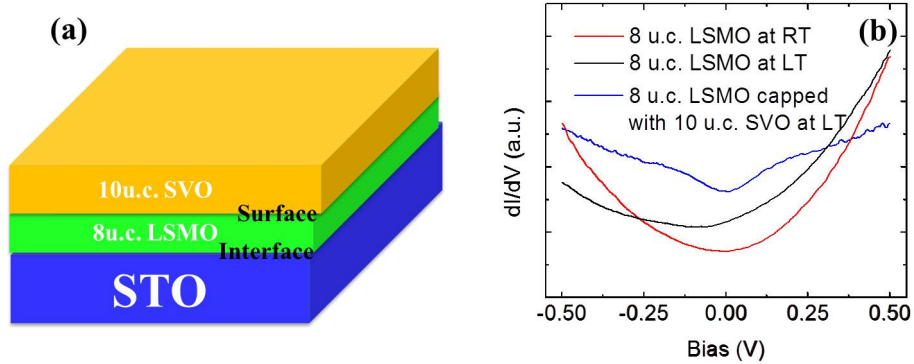 (a)
10u.c. SVO
Surface
8u.c. LSMO
Interface
STO
(b)
8 u.c. LSMO at RT
8 u.c. LSMO at LT
8 u.c. LSMO capped
with 10 u.c. SVO at LT
dI/dV (a.u.)
-0.50 -0.25 0.00 0.25 0.50
Bias (V)